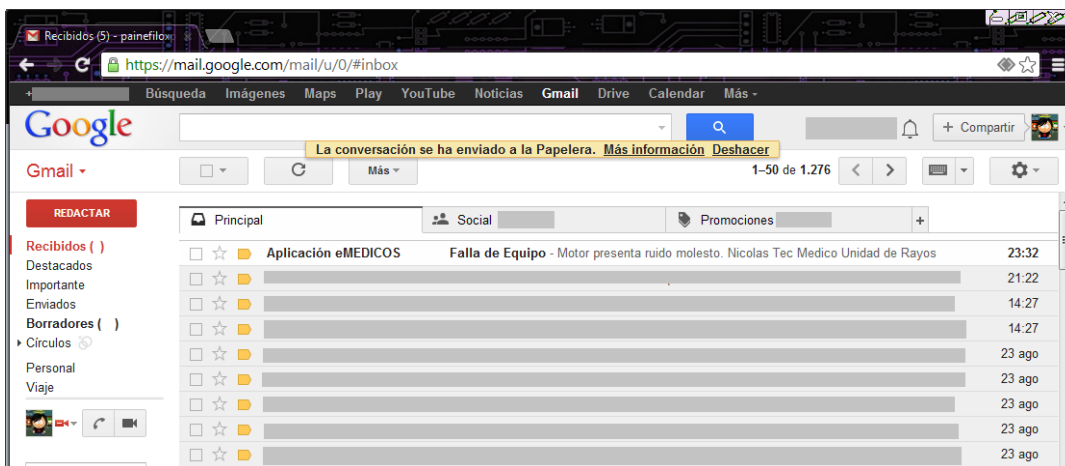 Recibidos (5) - painefilo
https://mail.google.com/mail/u/0/#inbox
Búsqueda Imágenes Maps Play YouTube Noticias Gmail Drive Calendar Más
Google
+ Compartir
La conversación se ha enviado a la Papelera. Más información Deshacer
Gmail
Más
1–50 de 1.276
REDACTAR
Principal
Social
Promociones
+
Recibidos ( )
Destacados
Importante
Enviados
Borradores ( )
Círculos
Personal
Viaje
Aplicación eMEDICOS Falla de Equipo - Motor presenta ruido molesto. Nicolas Tec Medico Unidad de Rayos 23:32
21:22
14:27
14:27
23 ago
23 ago
23 ago
23 ago
23 ago